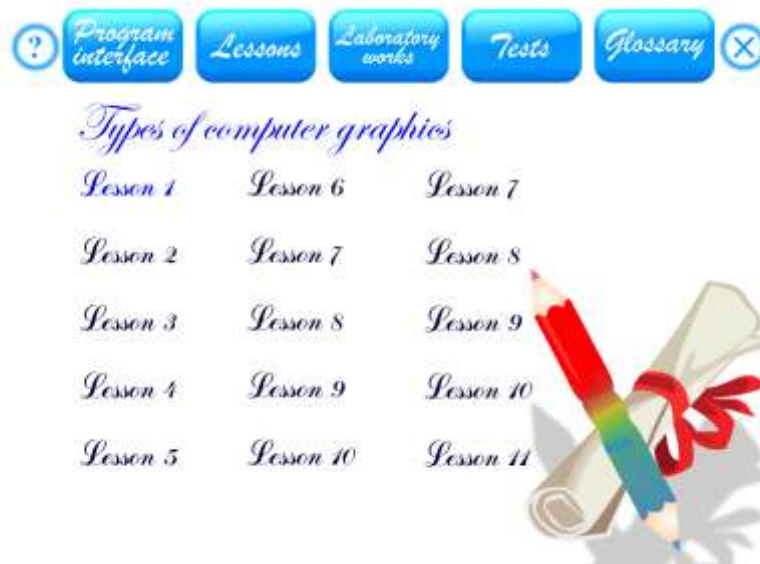 ?
Program
interface
Lessons
Laboratory
works
Tests
Glossary
Types of computer graphics
Lesson 1 Lesson 6 Lesson 7
Lesson 2 Lesson 7 Lesson 8
Lesson 3 Lesson 8 Lesson 9
Lesson 4 Lesson 9 Lesson 10
Lesson 5 Lesson 10 Lesson 11